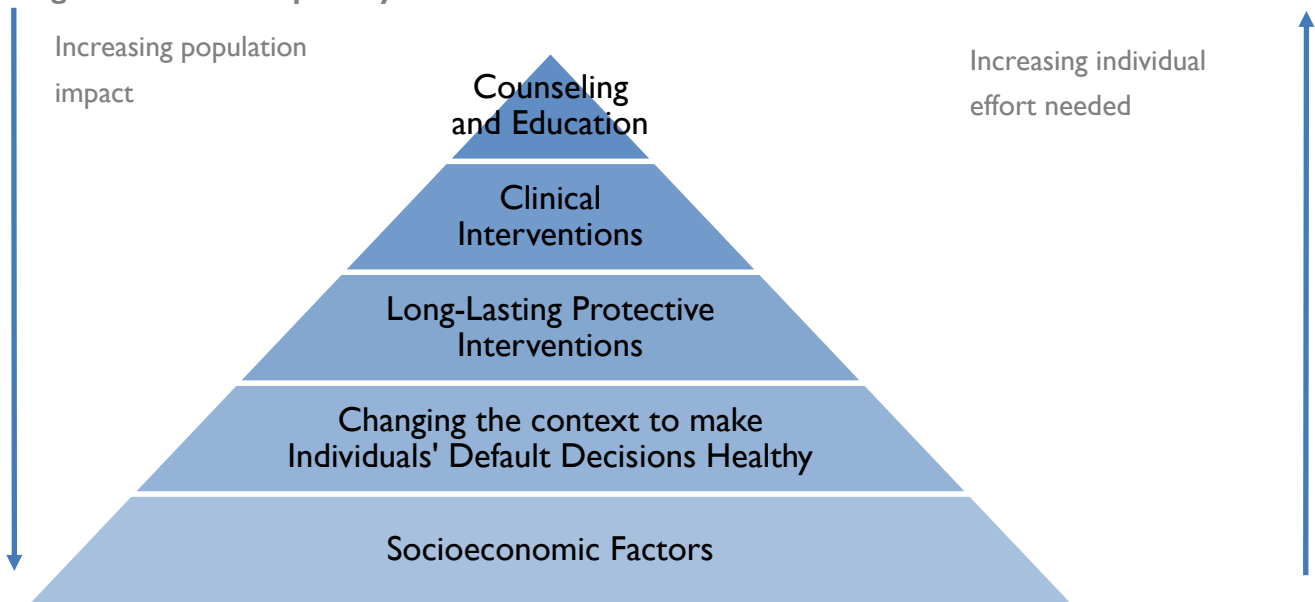 Increasing population
impact
Increasing individual
effort needed
Counseling
and Education
Clinical
Interventions
Long-Lasting Protective
Interventions
Changing the context to make
Individuals' Default Decisions Healthy
Socioeconomic Factors